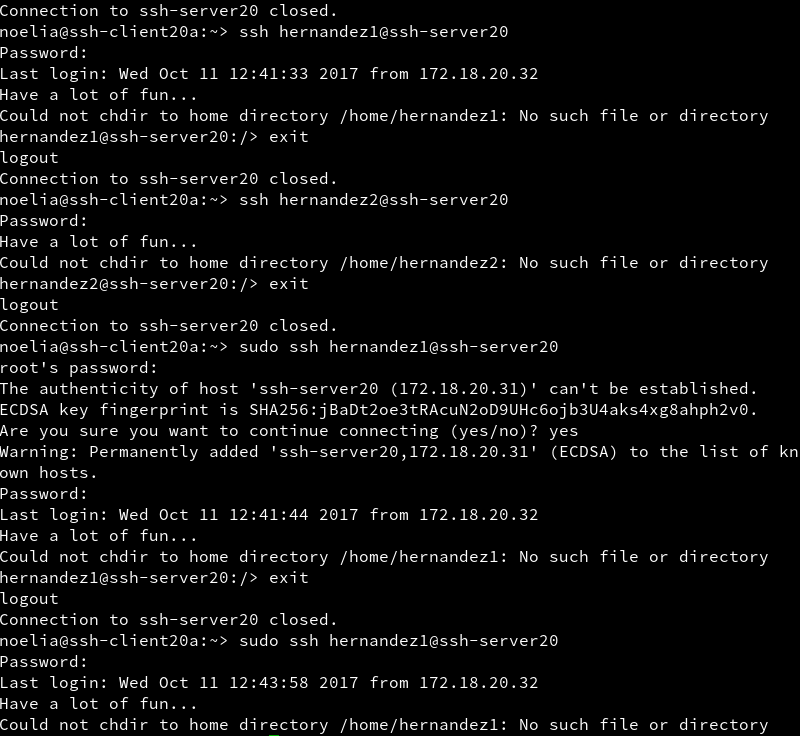 Connection to ssh-server20 closed.
noelia@ssh-client20a:~> ssh hernandez1@ssh-server20
Password:
Last login: Wed Oct 11 12:41:33 2017 from 172.18.20.32
Have a lot of fun...
Could not chdir to home directory /home/hernandez1: No such file or directory
hernandez1@ssh-server20:/> exit
logout
Connection to ssh-server20 closed.
noelia@ssh-client20a:~> ssh hernandez2@ssh-server20
Password:
Have a lot of fun...
Could not chdir to home directory /home/hernandez2: No such file or directory
hernandez2@ssh-server20:/> exit
logout
Connection to ssh-server20 closed.
noelia@ssh-client20a:~> sudo ssh hernandez1@ssh-server20
root's password:
The authenticity of host 'ssh-server20 (172.18.20.31)' can't be established.
ECDSA key fingerprint is SHA256:jBaDt2oe3tRAcuN2oD9UHc6ojb3U4aks4xg8ahph2v0.
Are you sure you want to continue connecting (yes/no)? yes
Warning: Permanently added 'ssh-server20,172.18.20.31' (ECDSA) to the list of kn
own hosts.
Password:
Last login: Wed Oct 11 12:41:44 2017 from 172.18.20.32
Have a lot of fun...
Could not chdir to home directory /home/hernandez1: No such file or directory
hernandez1@ssh-server20:/> exit
logout
Connection to ssh-server20 closed.
noelia@ssh-client20a:~> sudo ssh hernandez1@ssh-server20
Password:
Last login: Wed Oct 11 12:43:58 2017 from 172.18.20.32
Have a lot of fun...
Could not chdir to home directory /home/hernandez1: No such file or directory